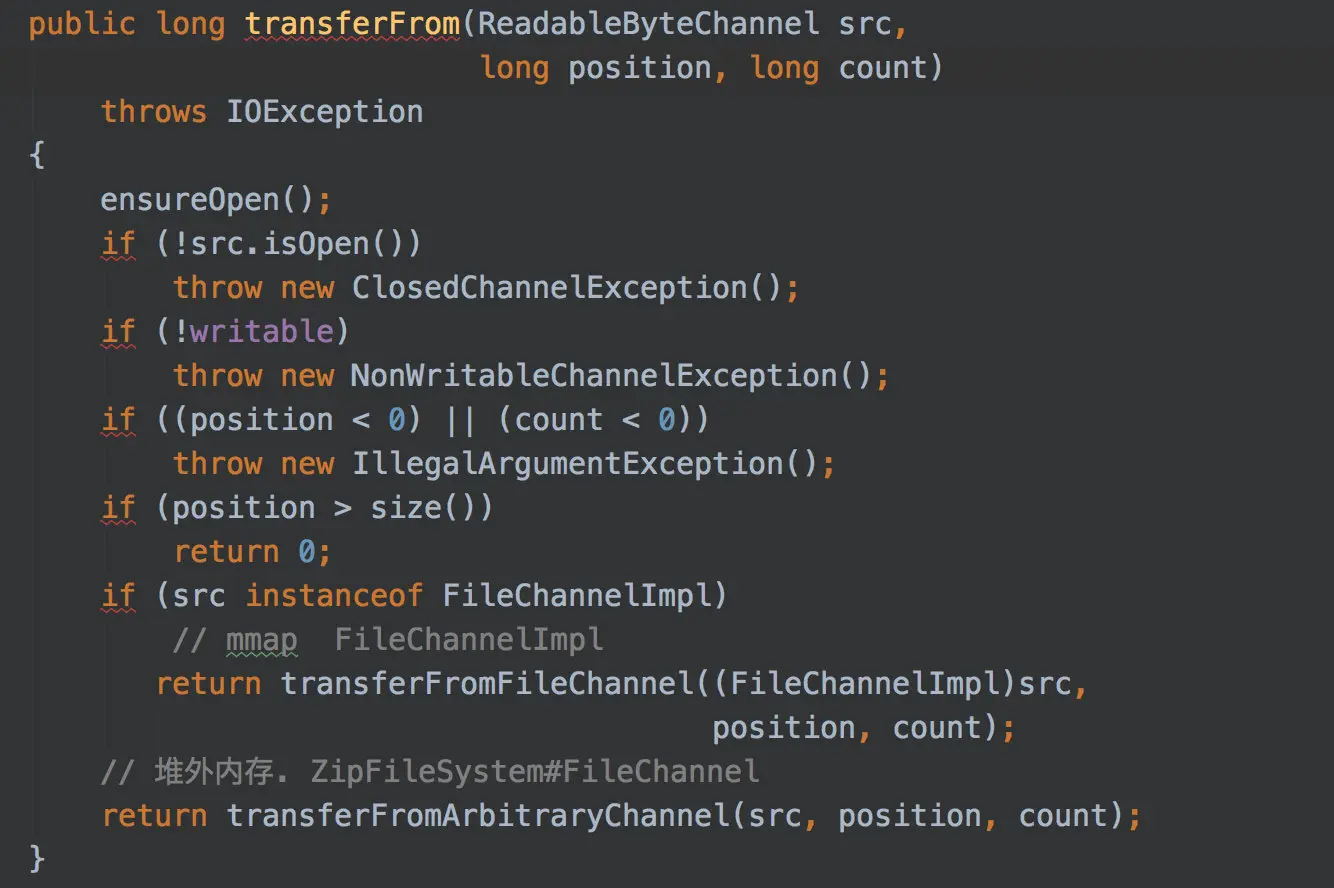 public long transferFrom(ReadableByteChannel src,
                         long position, long count)
    throws IOException
{
    ensureOpen();
    if (!src.isOpen())
        throw new ClosedChannelException();
    if (!writable)
        throw new NonWritableChannelException();
    if ((position < 0) || (count < 0))
        throw new IllegalArgumentException();
    if (position > size())
        return 0;
    if (src instanceof FileChannelImpl)
        // mmap  FileChannelImpl
       return transferFromFileChannel((FileChannelImpl)src,
                                      position, count);
    // 堆外内存. ZipFileSystem#FileChannel
    return transferFromArbitraryChannel(src, position, count);
}